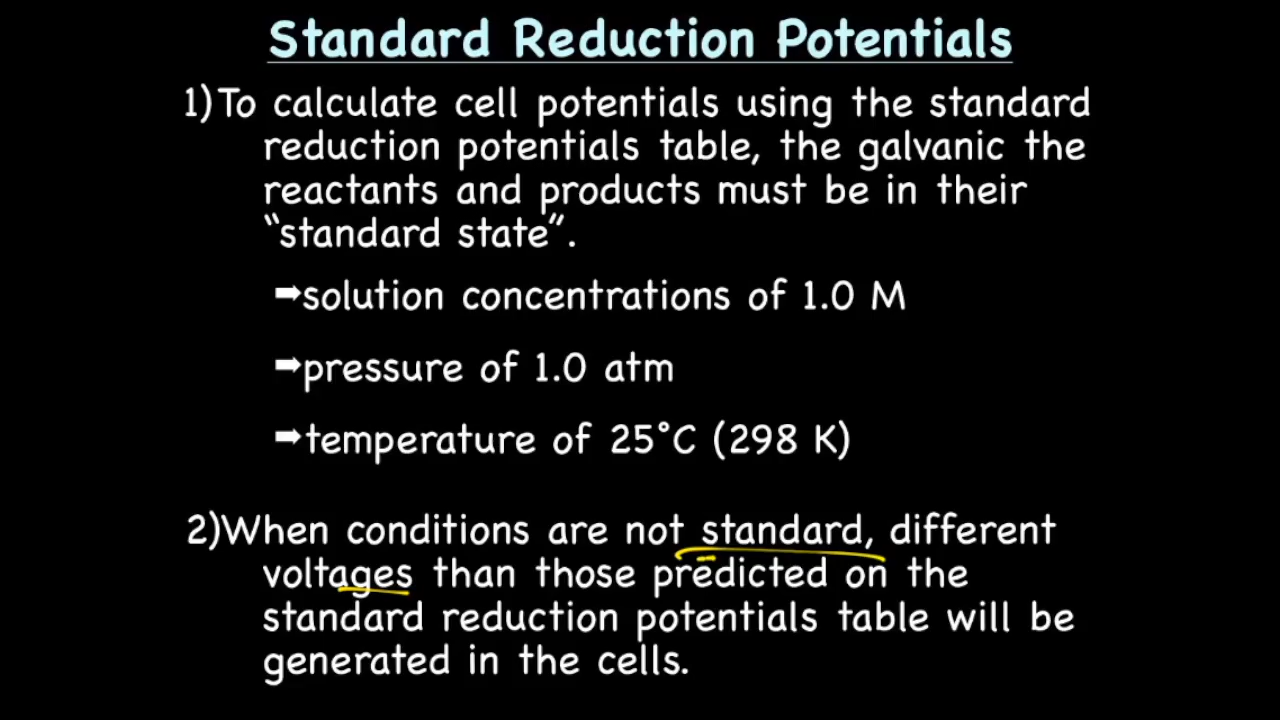 Standard Reduction Potentials
1)To calculate cell potentials using the standard
reduction potentials table, the galvanic the
reactants and products must be in their
“standard state”.
➡solution concentrations of 1.0 M
➡pressure of 1.0 atm
➡temperature of 25°C (298 K)
2)When conditions are not standard, different
voltages than those predicted on the
standard reduction potentials table will be
generated in the cells.